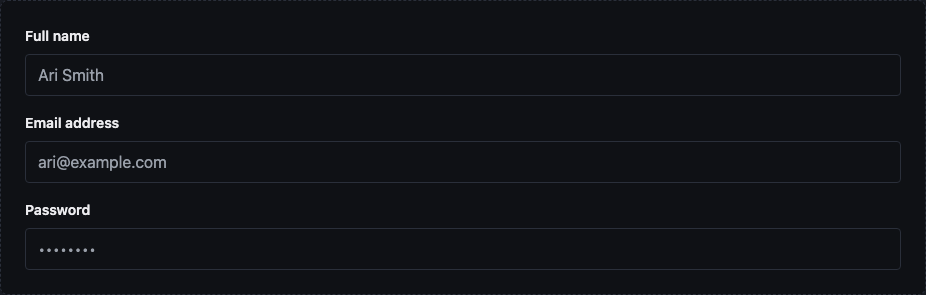 Full name
Ari Smith
Email address
ari@example.com
Password
••••••••